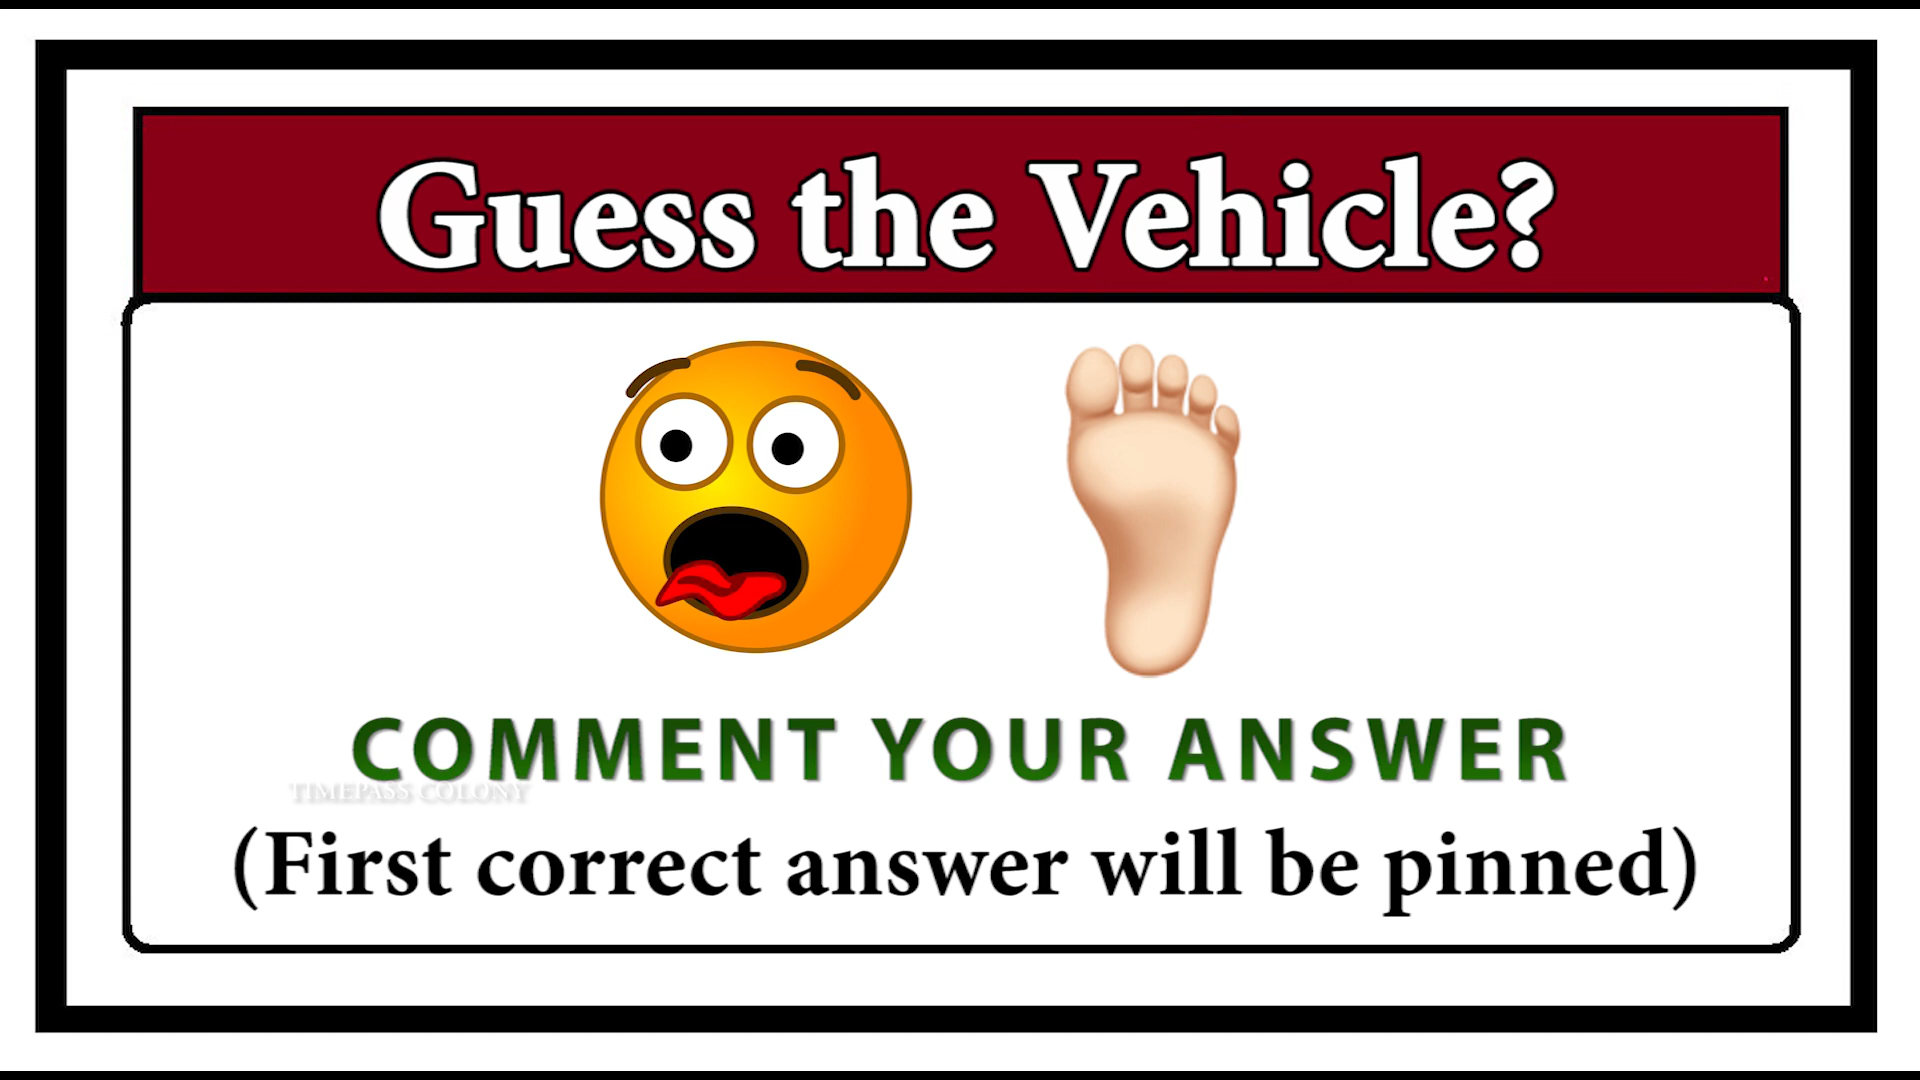 Guess the Vehicle?
COMMENT YOUR ANSWER
TIMEPASS COLONY
(First correct answer will be pinned)